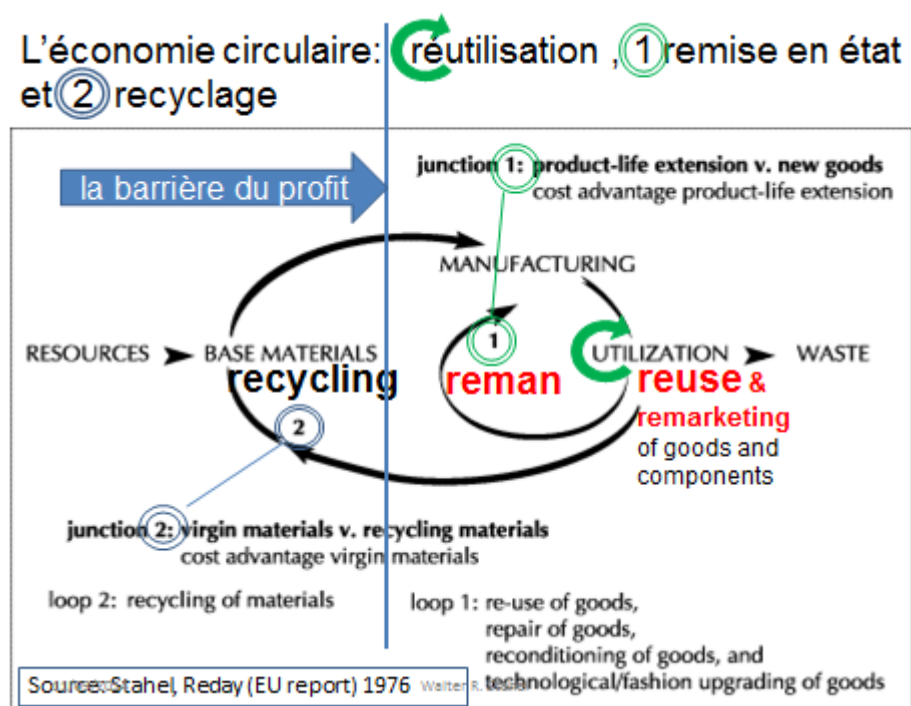 L'économie circulaire: réutilisation , 1 remise en état
et 2 recyclage
la barrière du profit
junction 1: product-life extension v. new goods
cost advantage product-life extension
MANUFACTURING
1
RESOURCES BASE MATERIALS UTILIZATION WASTE
recycling reman reuse &
remarketing
of goods and
components
2
junction 2: virgin materials v. recycling materials
cost advantage virgin materials
loop 2: recycling of materials
loop 1: re-use of goods,
repair of goods,
reconditioning of goods, and
technological/fashion upgrading of goods
Source: Stahel, Reday (EU report) 1976
Walter R.